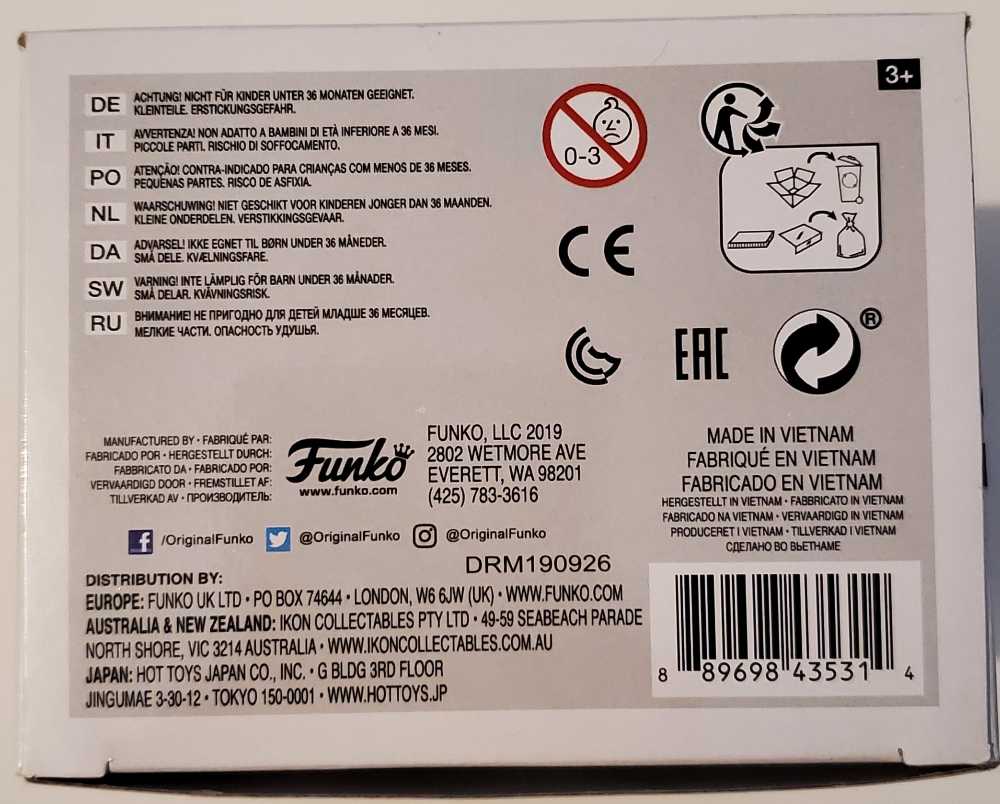 3+
DE ACHTUNG! NICHT FÜR KINDER UNTER 36 MONATEN GEEIGNET.
KLEINTEILE. ERSTICKUNGSGEFAHR.
IT AVVERTENZA! NON ADATTO A BAMBINI DI ETÀ INFERIORE A 36 MESI.
PICCOLE PARTI. RISCHIO DI SOFFOCAMENTO.
PO ATENÇÃO! CONTRA-INDICADO PARA CRIANÇAS COM MENOS DE 36 MESES.
PEQUENAS PARTES. RISCO DE ASFIXIA.
NL WAARSCHUWING! NIET GESCHIKT VOOR KINDEREN JONGER DAN 36 MAANDEN.
KLEINE ONDERDELEN. VERSTIKKINGSGEVAAR.
DA ADVARSEL! IKKE EGNET TIL BØRN UNDER 36 MÅNEDER.
SMÅ DELE. KVÆLNINGSFARE.
SW VARNING! INTE LÄMPLIG FÖR BARN UNDER 36 MÅNADER.
SMÅ DELAR. KVÄVNINGSRISK.
RU ВНИМАНИЕ! НЕ ПРИГОДНО ДЛЯ ДЕТЕЙ МЛАДШЕ 36 МЕСЯЦЕВ.
МЕЛКИЕ ЧАСТИ. ОПАСНОСТЬ УДУШЬЯ.
0-3
CE
EAC
®
MANUFACTURED BY • FABRIQUÉ PAR:
FABRICADO POR • HERGESTELLT DURCH:
FABBRICATO DA • FABRICADO POR:
VERVAARDIGD DOOR • FREMSTILLET AF:
TILLVERKAD AV • ПРОИЗВОДИТЕЛЬ:
Funko
www.funko.com
FUNKO, LLC 2019
2802 WETMORE AVE
EVERETT, WA 98201
(425) 783-3616
MADE IN VIETNAM
FABRIQUÉ EN VIETNAM
FABRICADO EN VIETNAM
HERGESTELLT IN VIETNAM • FABBRICATO IN VIETNAM
FABRICADO NA VIETNAM • VERVAARDIGD IN VIETNAM
PRODUCERET I VIETNAM • TILLVERKAD I VIETNAM
СДЕЛАНО ВО ВЬЕТНАМЕ
f /OriginalFunko @OriginalFunko @OriginalFunko
DRM190926
DISTRIBUTION BY:
EUROPE: FUNKO UK LTD • PO BOX 74644 • LONDON, W6 6JW (UK) • WWW.FUNKO.COM
AUSTRALIA & NEW ZEALAND: IKON COLLECTABLES PTY LTD • 49-59 SEABEACH PARADE
NORTH SHORE, VIC 3214 AUSTRALIA • WWW.IKONCOLLECTABLES.COM.AU
JAPAN: HOT TOYS JAPAN CO., INC. • G BLDG 3RD FLOOR
JINGUMAE 3-30-12 • TOKYO 150-0001 • WWW.HOTTOYS.JP
8 89698 43531 4